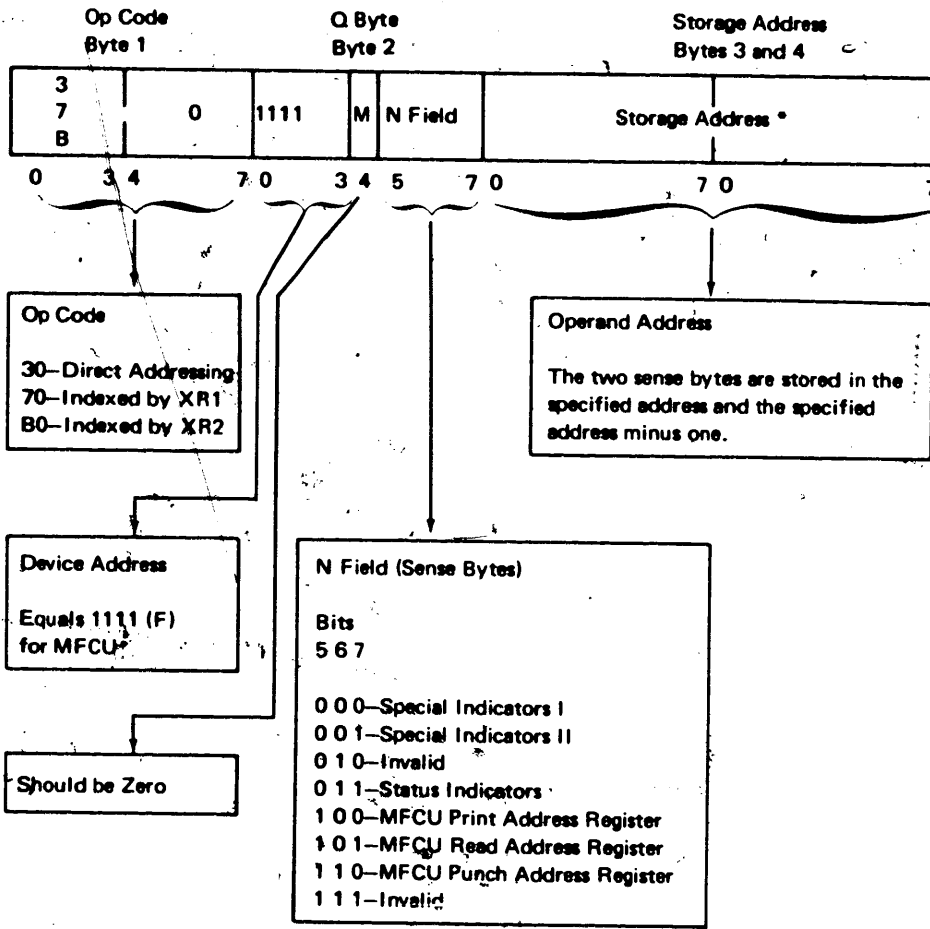 Op Code
Byte 1
Q Byte
Byte 2
Storage Address
Bytes 3 and 4
3
7
B
0
1111
M
N Field
Storage Address *
0 3 4 7 0 3 4 5 7 0 7 0 7
Op Code
30—Direct Addressing
70—Indexed by XR1
B0—Indexed by XR2
Operand Address
The two sense bytes are stored in the
specified address and the specified
address minus one.
Device Address
Equals 1111 (F)
for MFCU
Should be Zero
N Field (Sense Bytes)
Bits
5 6 7
0 0 0—Special Indicators I
0 0 1—Special Indicators II
0 1 0—Invalid
0 1 1—Status Indicators
1 0 0—MFCU Print Address Register
1 0 1—MFCU Read Address Register
1 1 0—MFCU Punch Address Register
1 1 1—Invalid